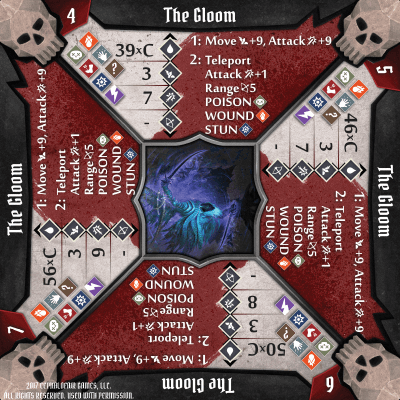 4
The Gloom
39xC
3
7
-
1: Move +9, Attack +9
2: Teleport
Attack +1
Range 5
POISON
WOUND
STUN
5
The Gloom
46xC
3
7
-
1: Move +9, Attack +9
2: Teleport
Attack +1
Range 5
POISON
WOUND
STUN
6
The Gloom
50xC
3
8
-
1: Move +9, Attack +9
2: Teleport
Attack +1
Range 5
POISON
WOUND
STUN
7
The Gloom
56xC
3
9
-
1: Move +9, Attack +9
2: Teleport
Attack +1
Range 5
POISON
WOUND
STUN
2017 CEPHALOFAIR GAMES, LLC.
ALL RIGHTS RESERVED. USED WITH PERMISSION.